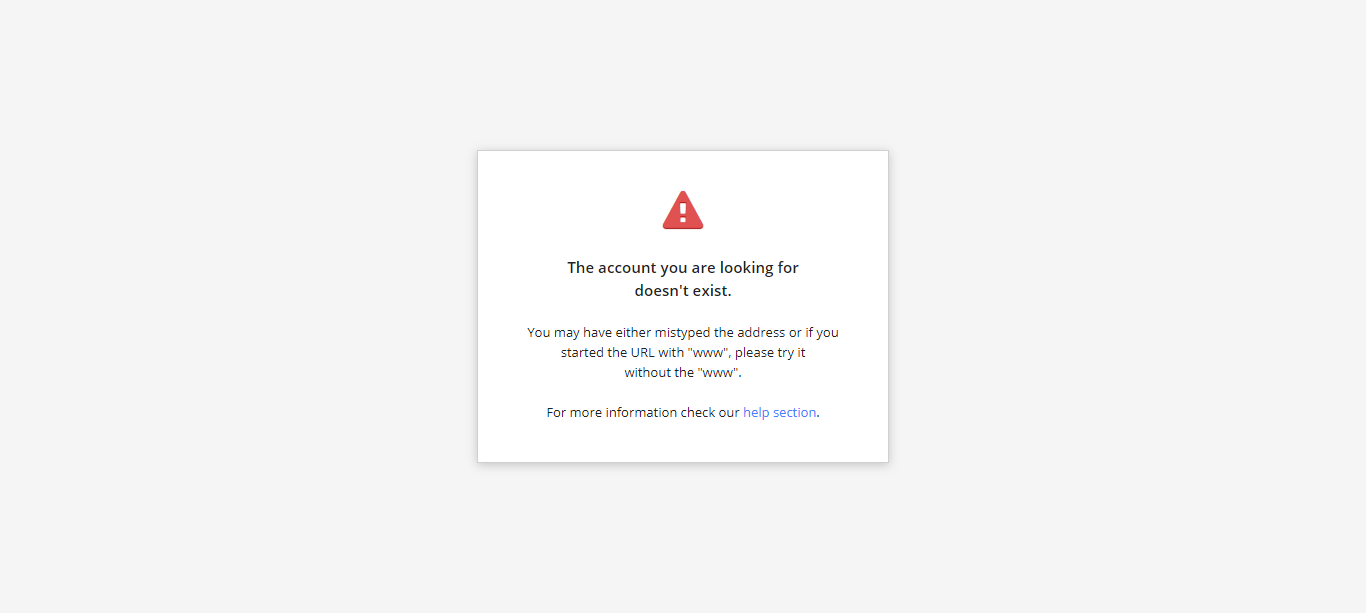 The account you are looking for
doesn't exist.
You may have either mistyped the address or if you
started the URL with "www", please try it
without the "www".
For more information check our help section.